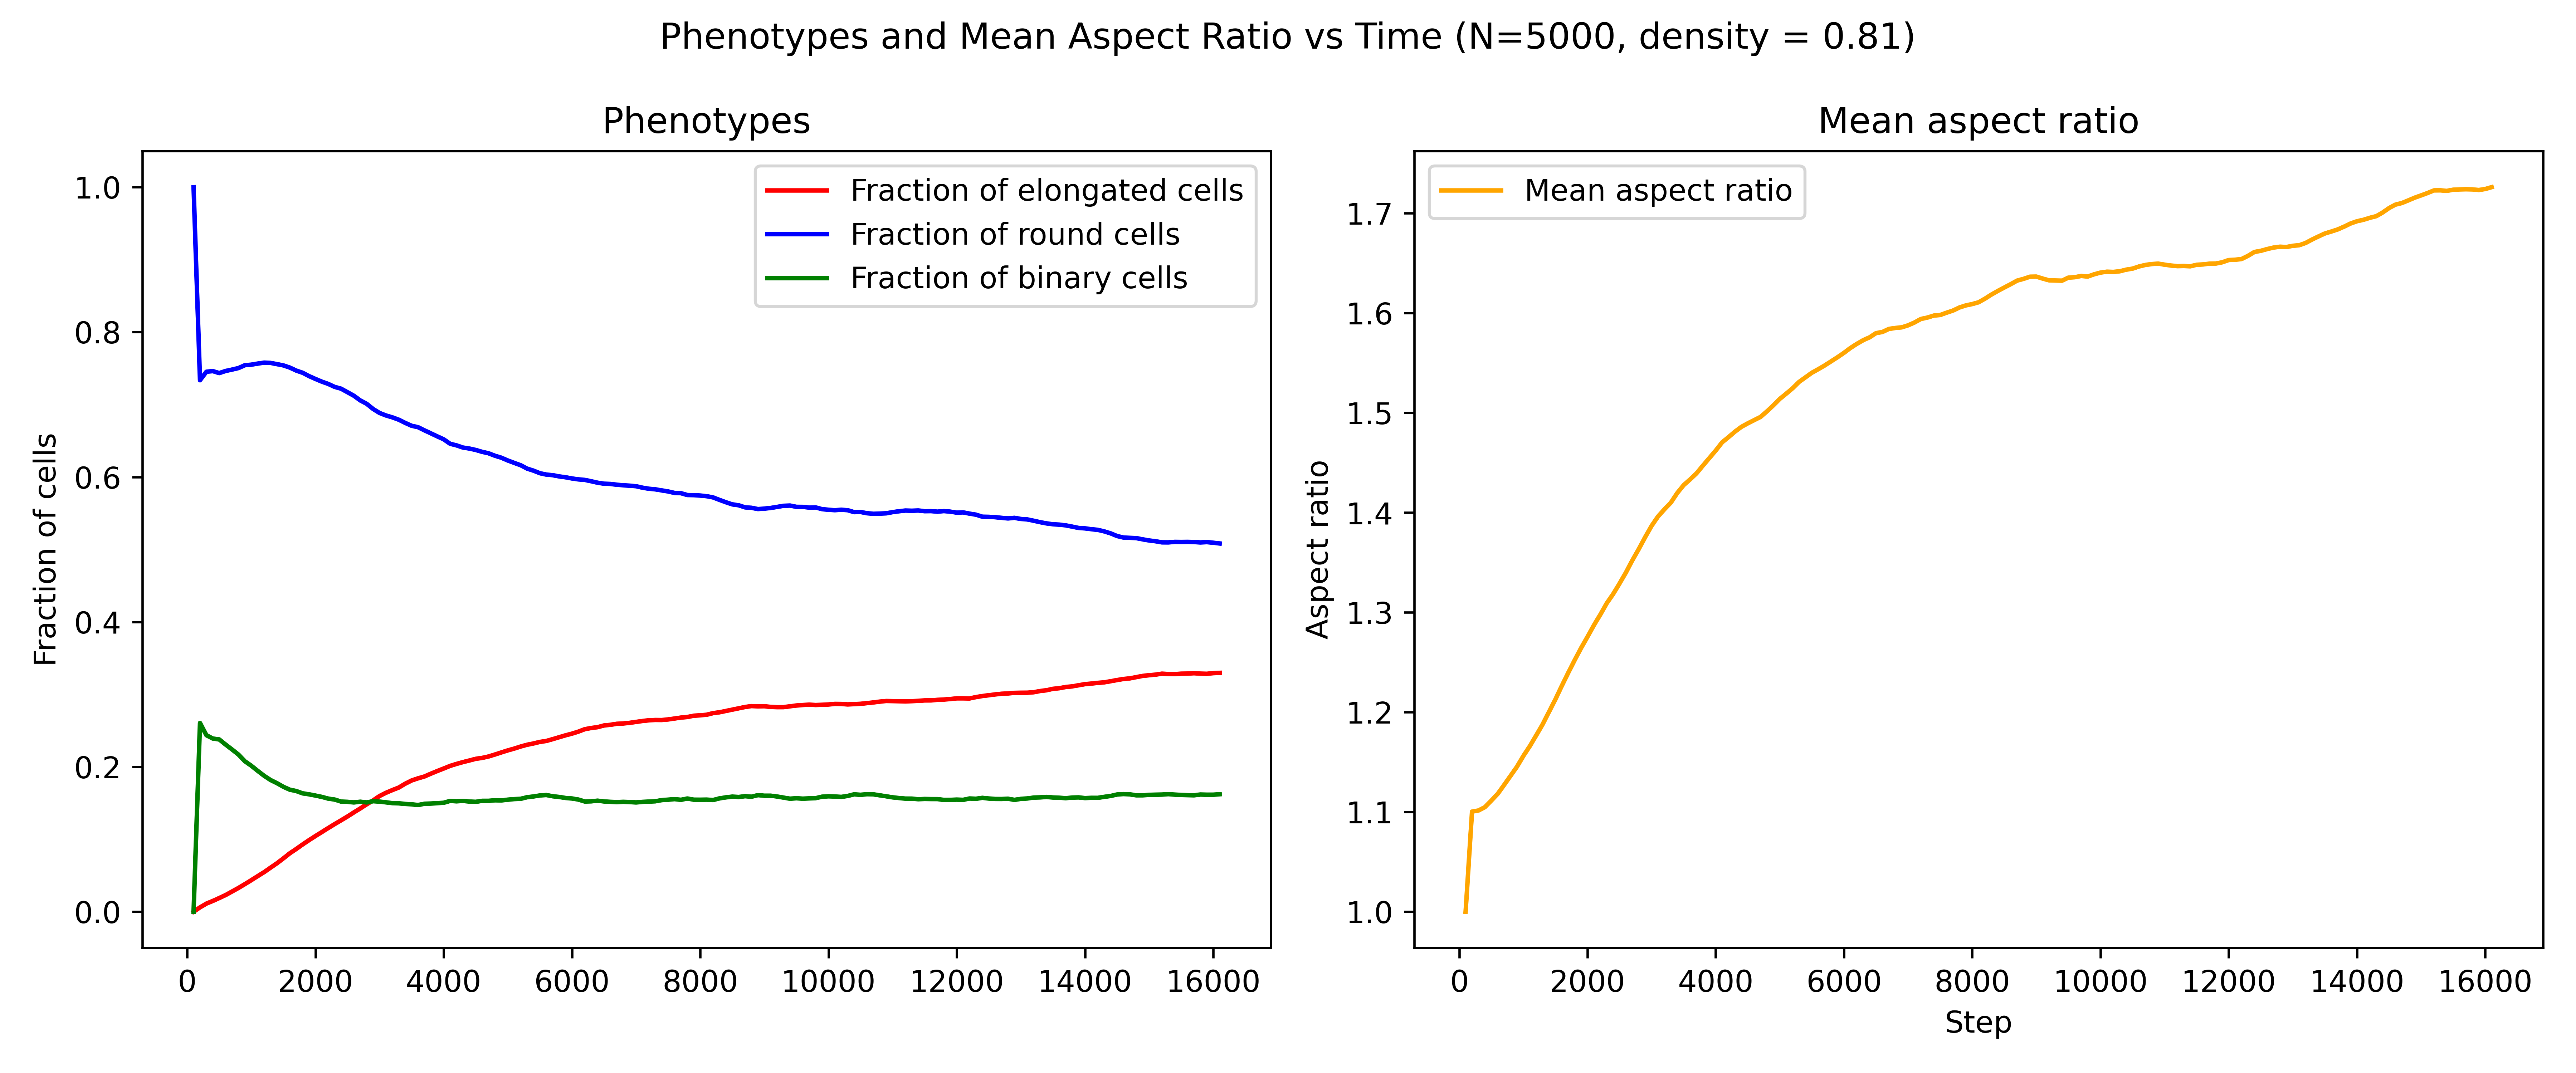 Phenotypes and Mean Aspect Ratio vs Time (N=5000, density = 0.81)
Phenotypes
Fraction of cells
1.0
0.8
0.6
0.4
0.2
0.0
Fraction of elongated cells
Fraction of round cells
Fraction of binary cells
0 2000 4000 6000 8000 10000 12000 14000 16000
Mean aspect ratio
Aspect ratio
1.7
1.6
1.5
1.4
1.3
1.2
1.1
1.0
Mean aspect ratio
0 2000 4000 6000 8000 10000 12000 14000 16000
Step